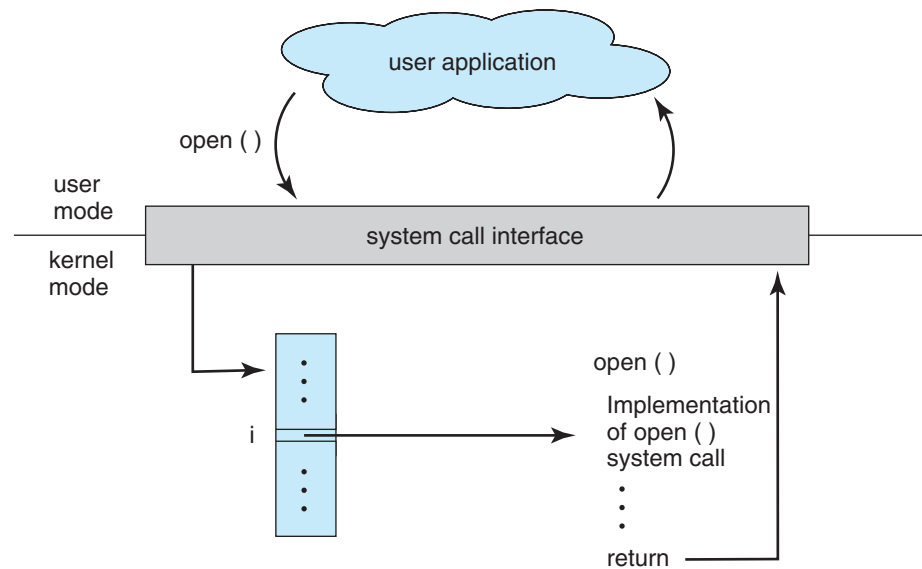 user application
open ( )
user
mode
system call interface
kernel
mode
open ( )
Implementation
of open ( )
system call
i
return